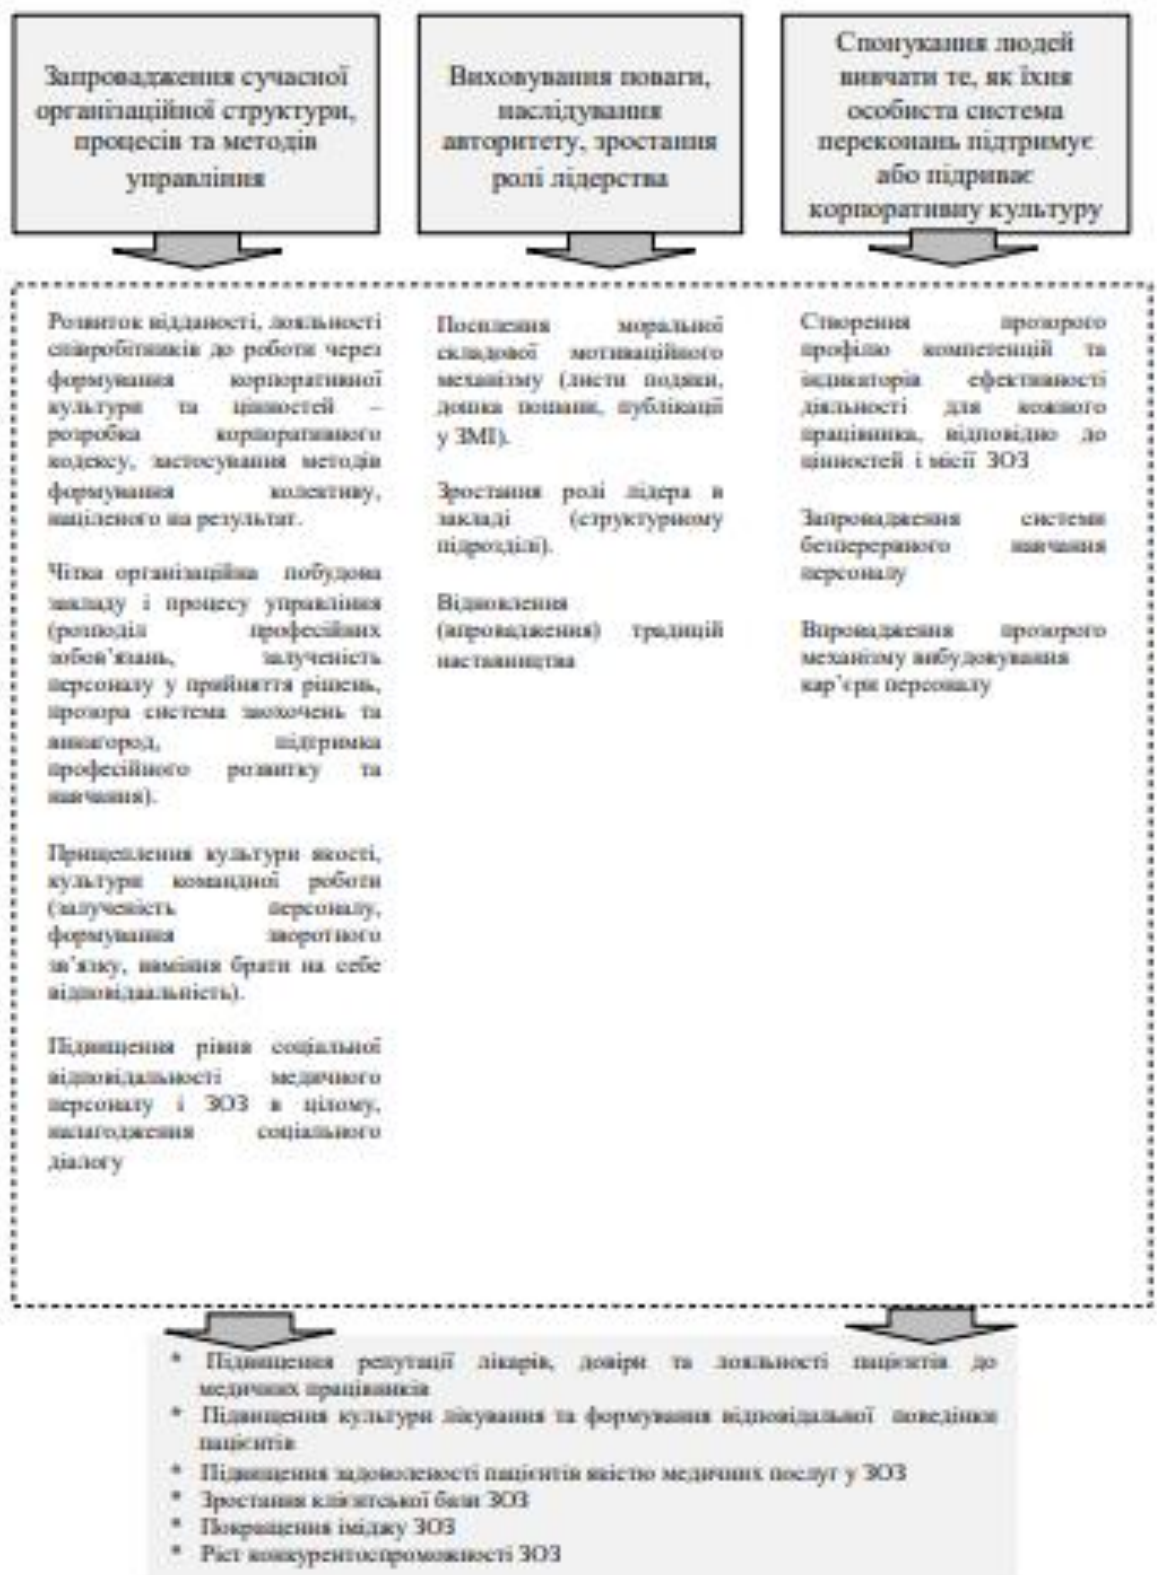 Запровадження сучасної
організаційної структури,
процесів та методів
управління
Виховування поваги,
наслідування
авторитету, зростання
ролі лідерства
Спонукання людей
вивчати те, як їхня
особиста система
переконань підтримує
або підриває
корпоративну культуру
Розвиток відданості, лояльності
співробітників до роботи через
формування корпоративної
культури та цінностей –
розробка корпоративного
кодексу, застосування методів
формування колективу,
націленого на результат.
Чітка організаційна побудова
закладу і процесу управління
(розподіл професійних
зобов'язань, залученість
персоналу у прийняття рішень,
прозора система заохочень та
винагород, підтримка
професійного розвитку та
навчання).
Прищеплення культури якості,
культури командної роботи
(залученість персоналу,
формування зворотного
зв'язку, вміння брати на себе
відповідаальність).
Підвищення рівня соціальної
відповідальності медичного
персоналу і ЗОЗ в цілому,
налагодження соціального
діалогу
Посилення моральної
складової мотиваційного
механізму (листи подяки,
дошка пошани, публікації
у ЗМІ).
Зростання ролі лідера в
закладі (структурному
підрозділі).
Відновлення
(впровадження) традицій
наставництва
Створення прозорого
профілю компетенцій та
індикаторів ефективності
діяльності для кожного
працівника, відповідно до
цінностей і місії ЗОЗ
Запровадження системи
безперервного навчання
персоналу
Впровадження прозорого
механізму вибудовування
кар'єри персоналу
* Підвищення репутації лікарів, довіри та лояльності пацієнтів до
медичних працівників
* Підвищення культури лікування та формування відповідальної поведінки
пацієнтів
* Підвищення задоволеності пацієнтів якістю медичних послуг у ЗОЗ
* Зростання клієнтської бази ЗОЗ
* Покращення іміджу ЗОЗ
* Ріст конкурентоспроможності ЗОЗ